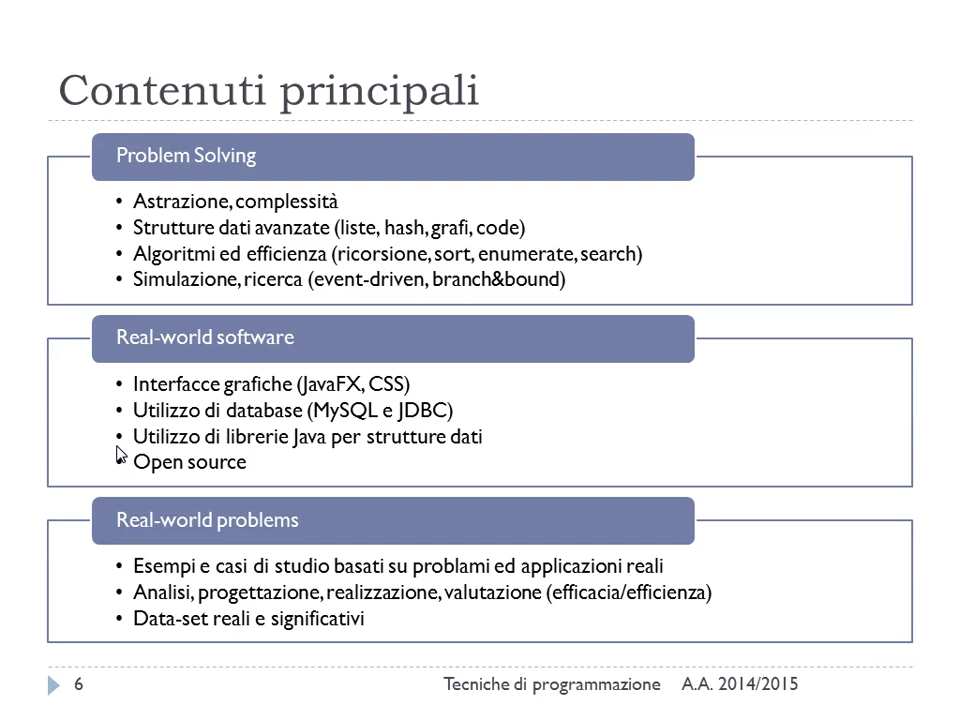 Contenuti principali
Problem Solving
• Astrazione, complessità
• Strutture dati avanzate (liste, hash, grafi, code)
• Algoritmi ed efficienza (ricorsione, sort, enumerate, search)
• Simulazione, ricerca (event-driven, branch&bound)
Real-world software
• Interfacce grafiche (JavaFX, CSS)
• Utilizzo di database (MySQL e JDBC)
• Utilizzo di librerie Java per strutture dati
• Open source
Real-world problems
• Esempi e casi di studio basati su problami ed applicazioni reali
• Analisi, progettazione, realizzazione, valutazione (efficacia/efficienza)
• Data-set reali e significativi
6 Tecniche di programmazione A.A. 2014/2015